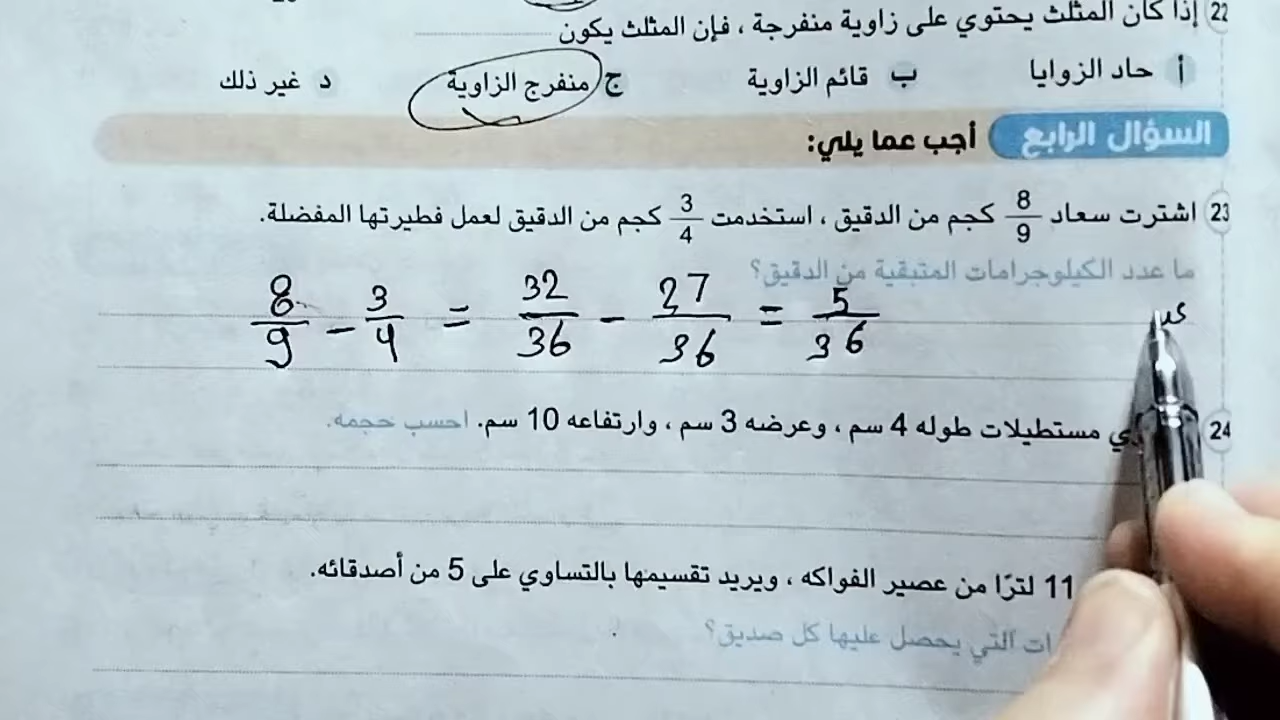 22 إذا كان المثلث يحتوي على زاوية منفرجة ، فإن المثلث يكون
أ حاد الزوايا ب قائم الزاوية ج منفرج الزاوية د غير ذلك
السؤال الرابع أجب عما يلي:
23 اشترت سعاد 8/9 كجم من الدقيق ، استخدمت 3/4 كجم من الدقيق لعمل فطيرتها المفضلة.
ما عدد الكيلوجرامات المتبقية من الدقيق؟
8/9 - 3/4 = 32/36 - 27/36 = 5/36
24 مستطيلات طوله 4 سم ، وعرضه 3 سم ، وارتفاعه 10 سم. احسب حجمه.
11 لترًا من عصير الفواكه ، ويريد تقسيمها بالتساوي على 5 من أصدقائه.
التي يحصل عليها كل صديق؟